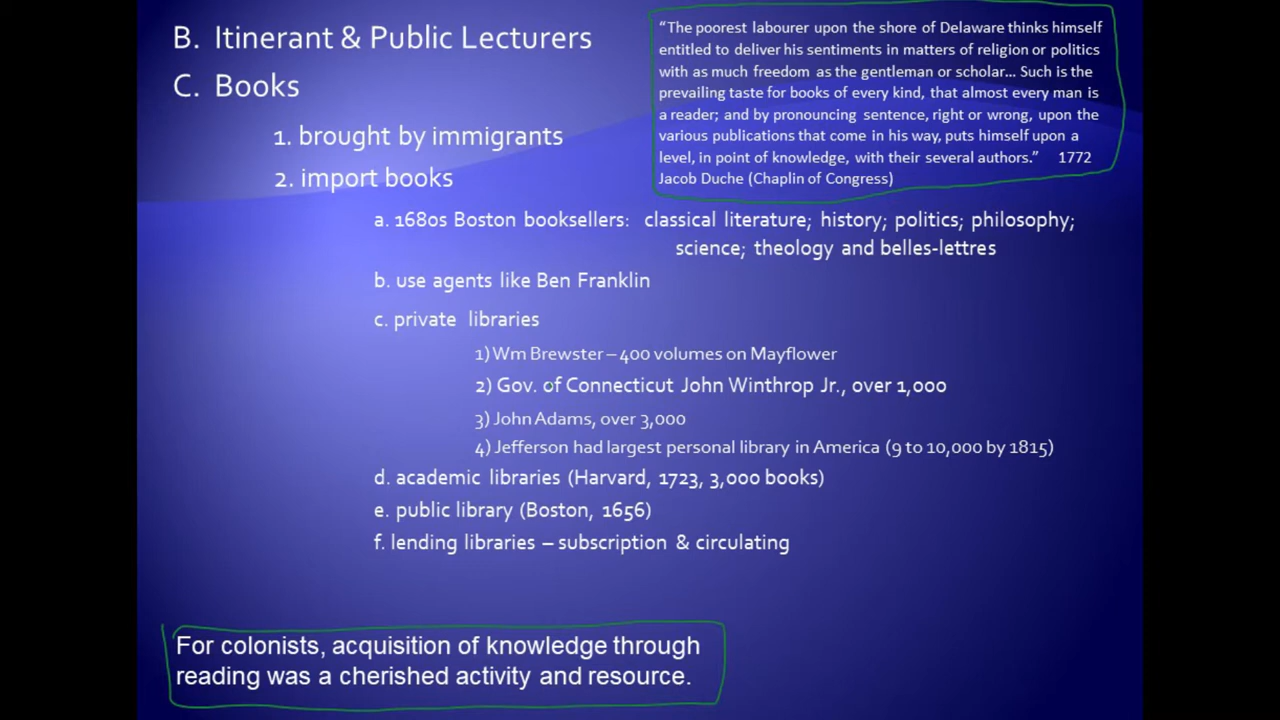 B. Itinerant & Public Lecturers
C. Books
1. brought by immigrants
2. import books
a. 1680s Boston booksellers: classical literature; history; politics; philosophy;
science; theology and belles-lettres
b. use agents like Ben Franklin
c. private libraries
1) Wm Brewster – 400 volumes on Mayflower
2) Gov. of Connecticut John Winthrop Jr., over 1,000
3) John Adams, over 3,000
4) Jefferson had largest personal library in America (9 to 10,000 by 1815)
d. academic libraries (Harvard, 1723, 3,000 books)
e. public library (Boston, 1656)
f. lending libraries – subscription & circulating
“The poorest labourer upon the shore of Delaware thinks himself
entitled to deliver his sentiments in matters of religion or politics
with as much freedom as the gentleman or scholar... Such is the
prevailing taste for books of every kind, that almost every man is
a reader; and by pronouncing sentence, right or wrong, upon the
various publications that come in his way, puts himself upon a
level, in point of knowledge, with their several authors.” 1772
Jacob Duche (Chaplin of Congress)
For colonists, acquisition of knowledge through
reading was a cherished activity and resource.